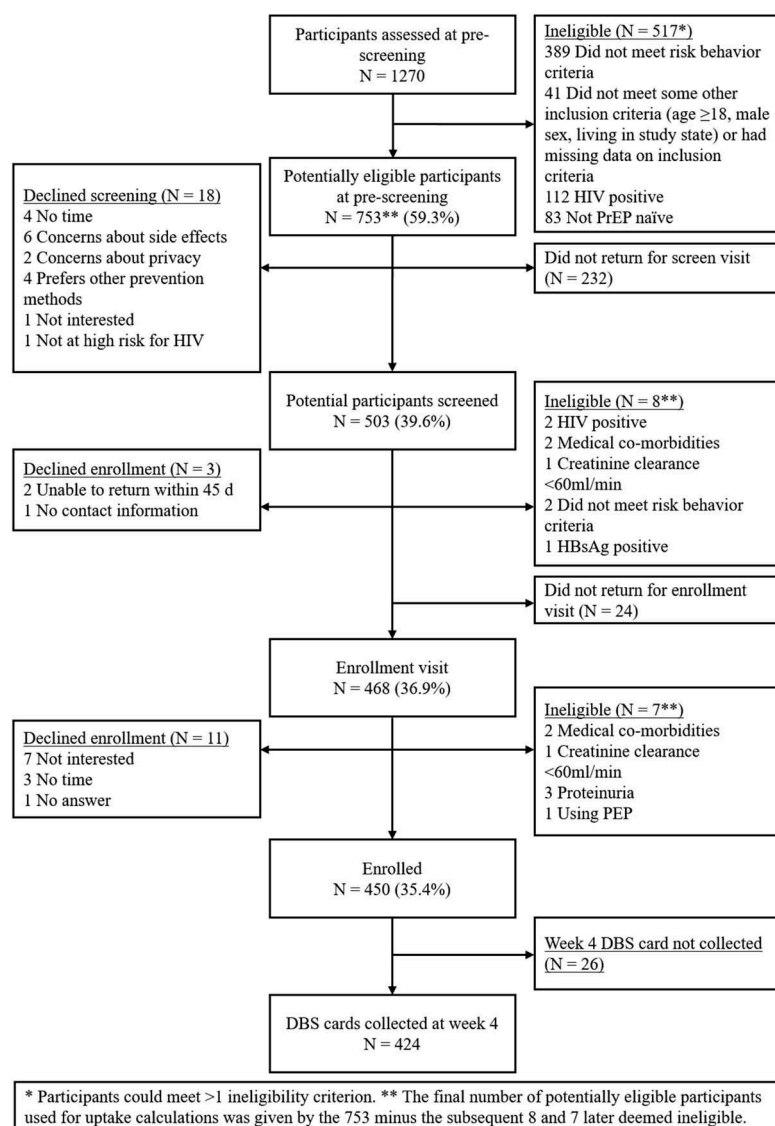 Participants assessed at pre-
screening
N = 1270
Ineligible (N = 517*)
389 Did not meet risk behavior
criteria
41 Did not meet some other
inclusion criteria (age ≥18, male
sex, living in study state) or had
missing data on inclusion
criteria
112 HIV positive
83 Not PrEP naïve
Potentially eligible participants
at pre-screening
N = 753** (59.3%)
Declined screening (N = 18)
4 No time
6 Concerns about side effects
2 Concerns about privacy
4 Prefers other prevention
methods
1 Not interested
1 Not at high risk for HIV
Did not return for screen visit
(N = 232)
Potential participants screened
N = 503 (39.6%)
Ineligible (N = 8**)
2 HIV positive
2 Medical co-morbidities
1 Creatinine clearance
<60ml/min
2 Did not meet risk behavior
criteria
1 HBsAg positive
Declined enrollment (N = 3)
2 Unable to return within 45 d
1 No contact information
Did not return for enrollment
visit (N = 24)
Enrollment visit
N = 468 (36.9%)
Ineligible (N = 7**)
2 Medical co-morbidities
1 Creatinine clearance
<60ml/min
3 Proteinuria
1 Using PEP
Declined enrollment (N = 11)
7 Not interested
3 No time
1 No answer
Enrolled
N = 450 (35.4%)
Week 4 DBS card not collected
(N = 26)
DBS cards collected at week 4
N = 424
* Participants could meet >1 ineligibility criterion. ** The final number of potentially eligible participants
used for uptake calculations was given by the 753 minus the subsequent 8 and 7 later deemed ineligible.